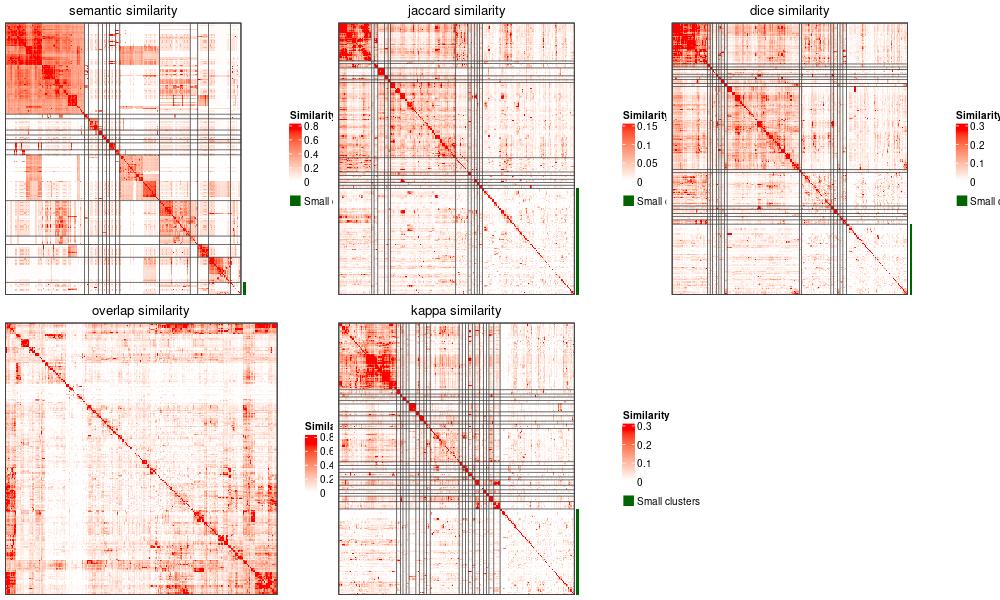 semantic similarity
jaccard similarity
dice similarity
Similarity
0.8
0.6
0.4
0.2
0
Small
Similarity
0.15
0.1
0.05
0
Small
Similarity
0.3
0.2
0.1
0
Small
overlap similarity
kappa similarity
0.8
0.6
0.4
0.2
0
Similarity
0.3
0.2
0.1
0
Small clusters